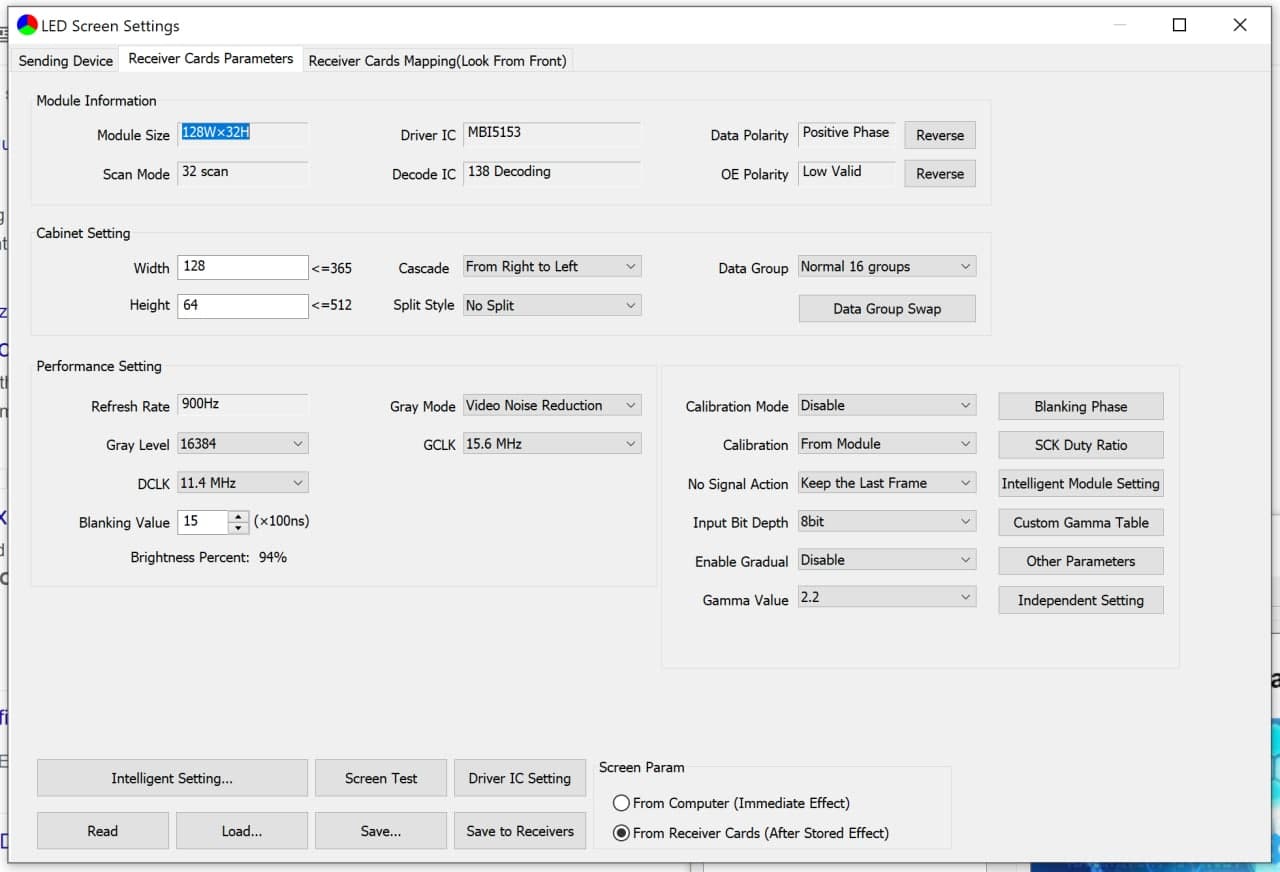 LED Screen Settings
Sending Device Receiver Cards Parameters Receiver Cards Mapping(Look From Front)
Module Information
Module Size 128W×32H Driver IC MBI5153 Data Polarity Positive Phase Reverse
Scan Mode 32 scan Decode IC 138 Decoding OE Polarity Low Valid Reverse
Cabinet Setting
Width 128 <=365 Cascade From Right to Left Data Group Normal 16 groups
Height 64 <=512 Split Style No Split Data Group Swap
Performance Setting
Refresh Rate 900Hz Gray Mode Video Noise Reduction Calibration Mode Disable Blanking Phase
Gray Level 16384 GCLK 15.6 MHz Calibration From Module SCK Duty Ratio
DCLK 11.4 MHz No Signal Action Keep the Last Frame Intelligent Module Setting
Blanking Value 15 (×100ns) Input Bit Depth 8bit Custom Gamma Table
Brightness Percent: 94% Enable Gradual Disable Other Parameters
Gamma Value 2.2 Independent Setting
Intelligent Setting... Screen Test Driver IC Setting Screen Param
From Computer (Immediate Effect)
Read Load... Save... Save to Receivers From Receiver Cards (After Stored Effect)